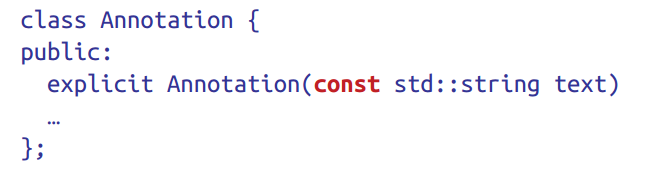 class Annotation {
public:
  explicit Annotation(const std::string text)
  …
};